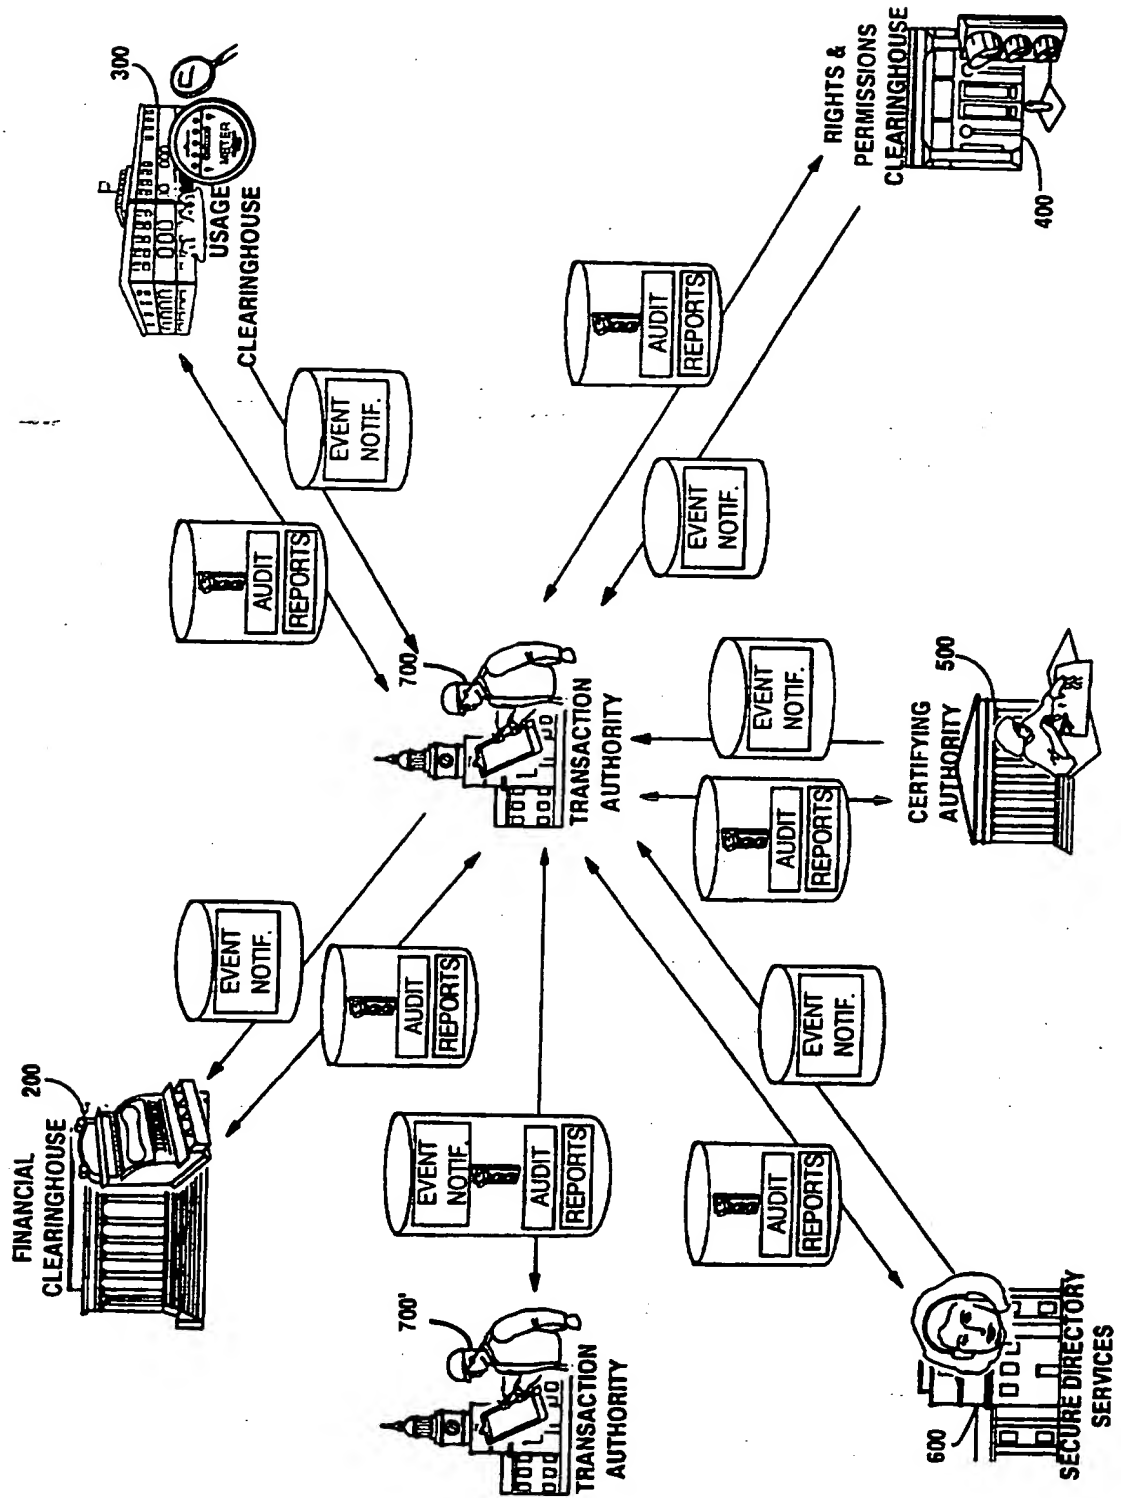 FINANCIAL
CLEARINGHOUSE
200
EVENT
NOTIF.
AUDIT
REPORTS
300
METER
USAGE
CLEARINGHOUSE
EVENT
NOTIF.
AUDIT
REPORTS
700'
TRANSACTION
AUTHORITY
EVENT
NOTIF.
AUDIT
REPORTS
700
TRANSACTION
AUTHORITY
AUDIT
REPORTS
EVENT
NOTIF.
RIGHTS &
PERMISSIONS
CLEARINGHOUSE
400
600
SECURE DIRECTORY
SERVICES
AUDIT
REPORTS
EVENT
NOTIF.
AUDIT
REPORTS
EVENT
NOTIF.
CERTIFYING
AUTHORITY
500